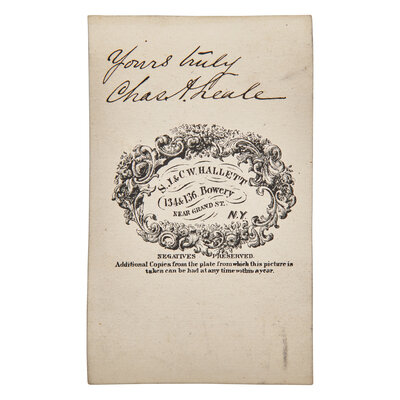 Yours truly
Chas. A. Leale
S. J. & C. W. HALLETT
134 & 136 Bowery
NEAR GRAND ST.
N.Y.
NEGATIVES PRESERVED.
Additional Copies from the plate from which this picture is
taken can be had at any time within a year.